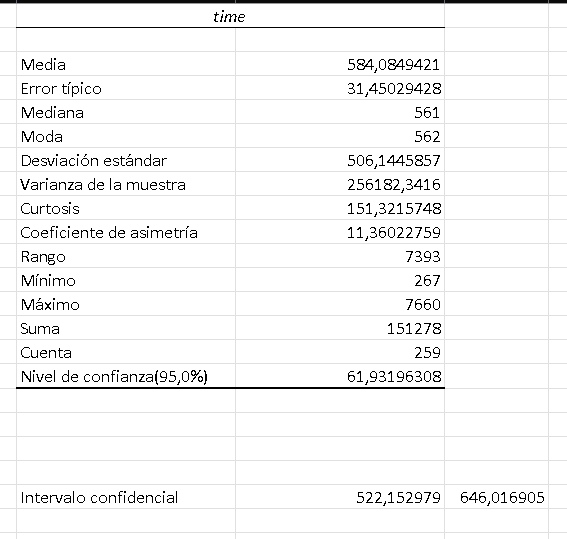 time
Media 584,0849421
Error típico 31,45029428
Mediana 561
Moda 562
Desviación estándar 506,1445857
Varianza de la muestra 256182,3416
Curtosis 151,3215748
Coeficiente de asimetría 11,36022759
Rango 7393
Mínimo 267
Máximo 7660
Suma 151278
Cuenta 259
Nivel de confianza(95,0%) 61,93196308
Intervalo confidencial 522,152979 646,016905